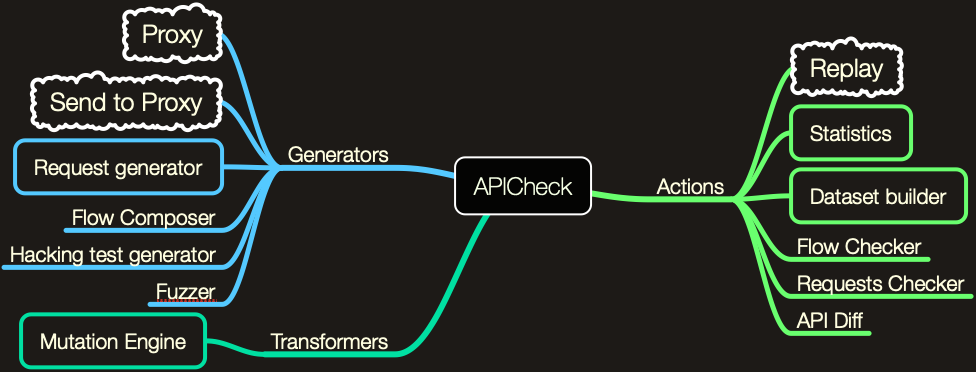 Proxy
Send to Proxy
Request generator
Flow Composer
Hacking test generator
Fuzzer
Generators
Mutation Engine
Transformers
APICheck
Actions
Replay
Statistics
Dataset builder
Flow Checker
Requests Checker
API Diff